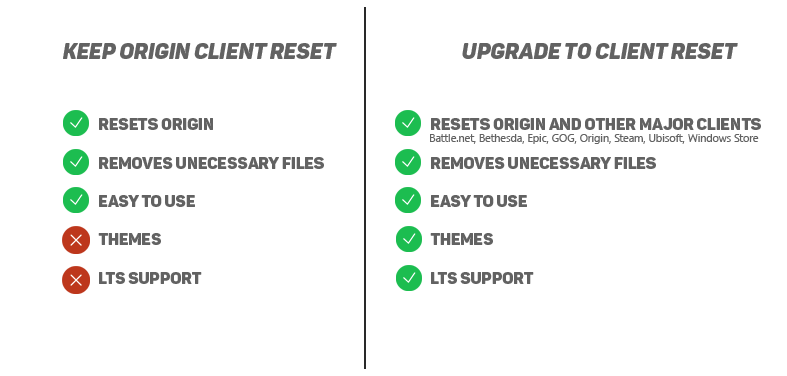 KEEP ORIGIN CLIENT RESET
RESETS ORIGIN
REMOVES UNECESSARY FILES
EASY TO USE
THEMES
LTS SUPPORT
UPGRADE TO CLIENT RESET
RESETS ORIGIN AND OTHER MAJOR CLIENTS
Battle.net, Bethesda, Epic, GOG, Origin, Steam, Ubisoft, Windows Store
REMOVES UNECESSARY FILES
EASY TO USE
THEMES
LTS SUPPORT